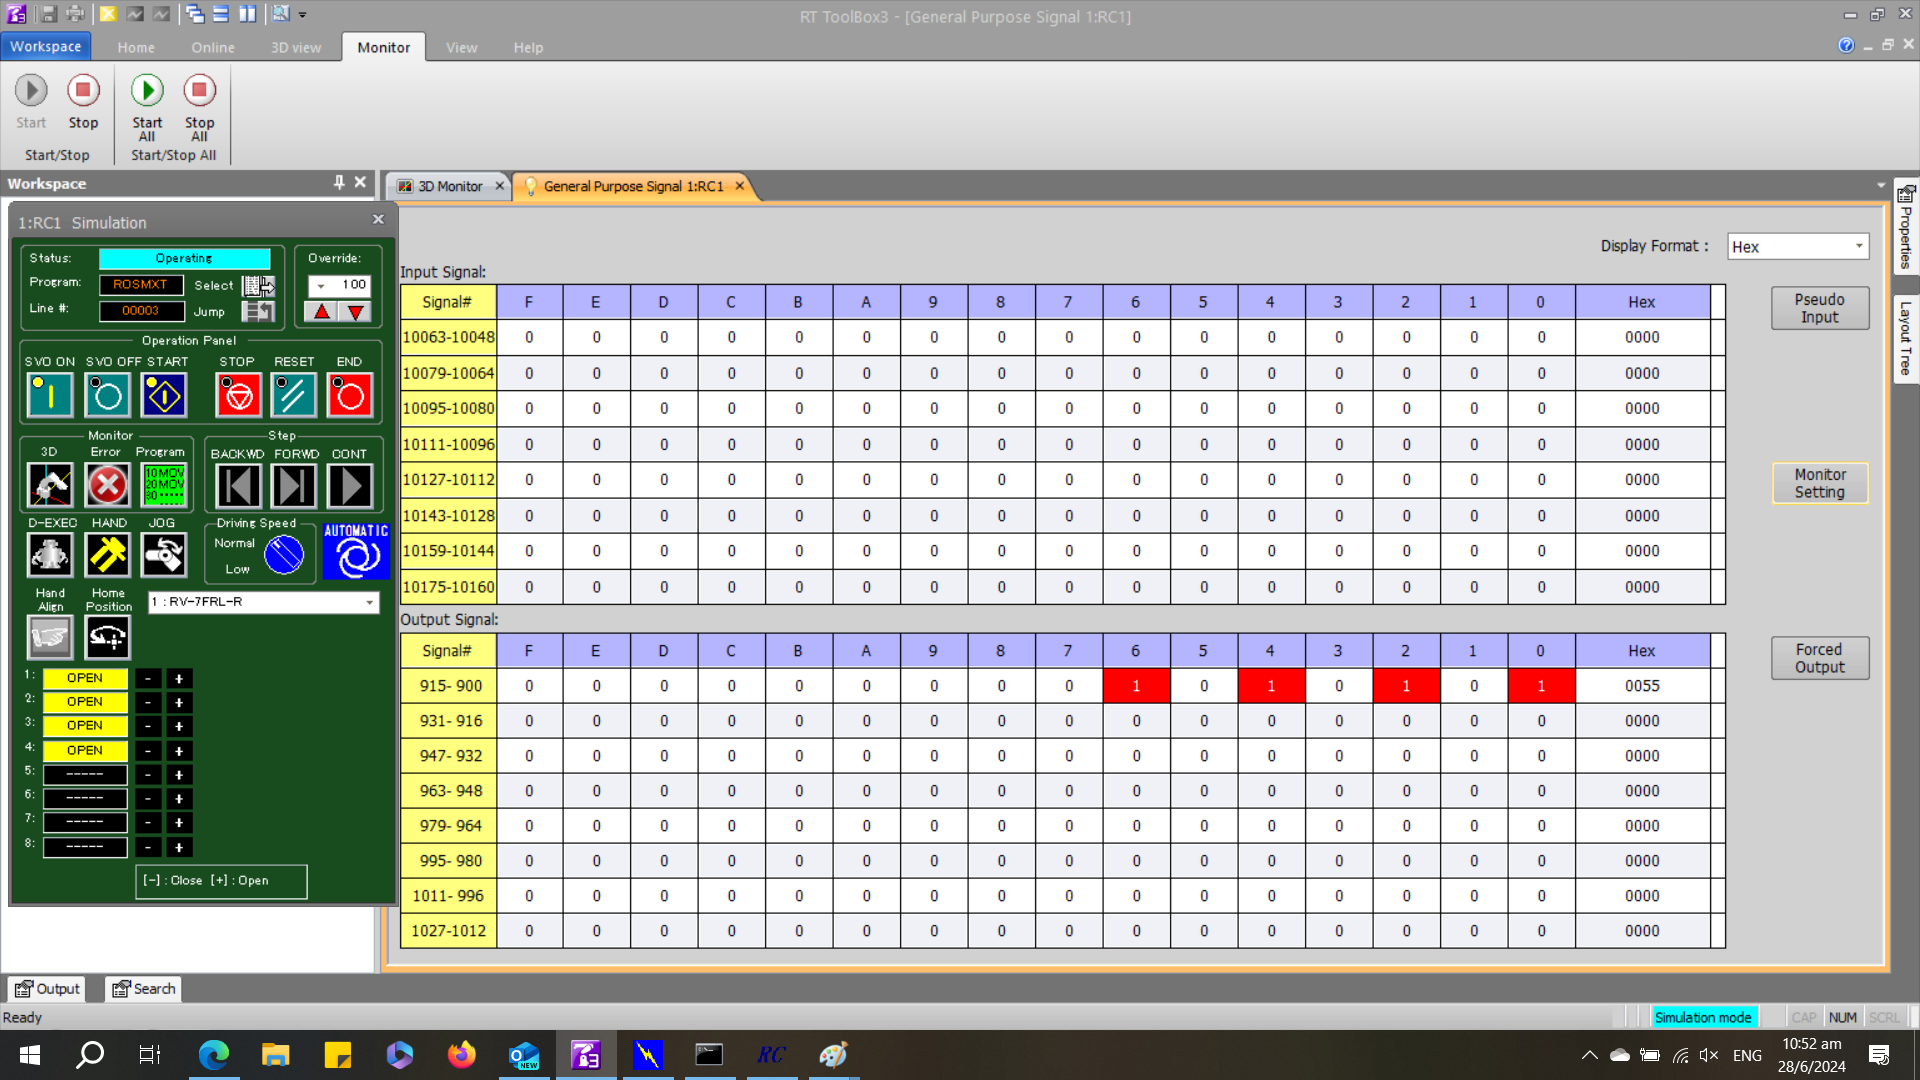 RT ToolBox3 - [General Purpose Signal 1:RC1]
Workspace Home Online 3D view Monitor View Help
Start Stop Start All Stop All
Start/Stop Start/Stop All
Workspace
3D Monitor General Purpose Signal 1:RC1
Properties
Layout Tree
1:RC1 Simulation
Status: Operating Override:
Program: ROSMXT Select 100
Line #: 00003 Jump
Operation Panel
SVO ON SVO OFF START STOP RESET END
Monitor Step
3D Error Program BACKWD FORWD CONT
10MOV
20MOV
30 -----
D-EXEC HAND JOG Driving Speed AUTOMATIC
Normal
Low
Hand Align Home Position 1 : RV-7FRL-R
1: OPEN - +
2: OPEN - +
3: OPEN - +
4: OPEN - +
5: ----- - +
6: ----- - +
7: ----- - +
8: ----- - +
[-] : Close [+] : Open
Display Format : Hex
Input Signal:
Signal# F E D C B A 9 8 7 6 5 4 3 2 1 0 Hex
10063-10048 0 0 0 0 0 0 0 0 0 0 0 0 0 0 0 0 0000
10079-10064 0 0 0 0 0 0 0 0 0 0 0 0 0 0 0 0 0000
10095-10080 0 0 0 0 0 0 0 0 0 0 0 0 0 0 0 0 0000
10111-10096 0 0 0 0 0 0 0 0 0 0 0 0 0 0 0 0 0000
10127-10112 0 0 0 0 0 0 0 0 0 0 0 0 0 0 0 0 0000
10143-10128 0 0 0 0 0 0 0 0 0 0 0 0 0 0 0 0 0000
10159-10144 0 0 0 0 0 0 0 0 0 0 0 0 0 0 0 0 0000
10175-10160 0 0 0 0 0 0 0 0 0 0 0 0 0 0 0 0 0000
Pseudo Input
Monitor Setting
Output Signal:
Signal# F E D C B A 9 8 7 6 5 4 3 2 1 0 Hex
915- 900 0 0 0 0 0 0 0 0 0 1 0 1 0 1 0 1 0055
931- 916 0 0 0 0 0 0 0 0 0 0 0 0 0 0 0 0 0000
947- 932 0 0 0 0 0 0 0 0 0 0 0 0 0 0 0 0 0000
963- 948 0 0 0 0 0 0 0 0 0 0 0 0 0 0 0 0 0000
979- 964 0 0 0 0 0 0 0 0 0 0 0 0 0 0 0 0 0000
995- 980 0 0 0 0 0 0 0 0 0 0 0 0 0 0 0 0 0000
1011- 996 0 0 0 0 0 0 0 0 0 0 0 0 0 0 0 0 0000
1027-1012 0 0 0 0 0 0 0 0 0 0 0 0 0 0 0 0 0000
Forced Output
Output Search
Ready Simulation mode CAP NUM SCRL
NEW 3 RC ENG 10:52 am
28/6/2024